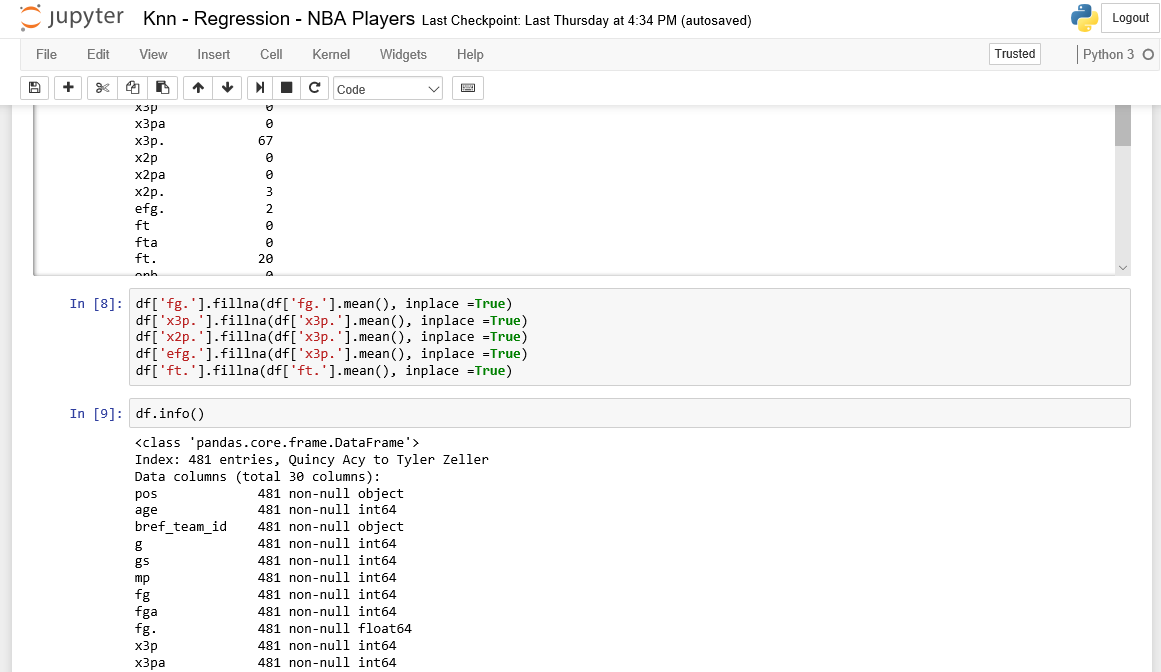 jupyter Knn - Regression - NBA Players Last Checkpoint: Last Thursday at 4:34 PM (autosaved) Logout
File Edit View Insert Cell Kernel Widgets Help Trusted Python 3
Code
x3p 0
x3pa 0
x3p. 67
x2p 0
x2pa 0
x2p. 3
efg. 2
ft 0
fta 0
ft. 20
orb 0
In [8]: df['fg.'].fillna(df['fg.'].mean(), inplace =True)
df['x3p.'].fillna(df['x3p.'].mean(), inplace =True)
df['x2p.'].fillna(df['x3p.'].mean(), inplace =True)
df['efg.'].fillna(df['x3p.'].mean(), inplace =True)
df['ft.'].fillna(df['ft.'].mean(), inplace =True)
In [9]: df.info()
<class 'pandas.core.frame.DataFrame'>
Index: 481 entries, Quincy Acy to Tyler Zeller
Data columns (total 30 columns):
pos 481 non-null object
age 481 non-null int64
bref_team_id 481 non-null object
g 481 non-null int64
gs 481 non-null int64
mp 481 non-null int64
fg 481 non-null int64
fga 481 non-null int64
fg. 481 non-null float64
x3p 481 non-null int64
x3pa 481 non-null int64